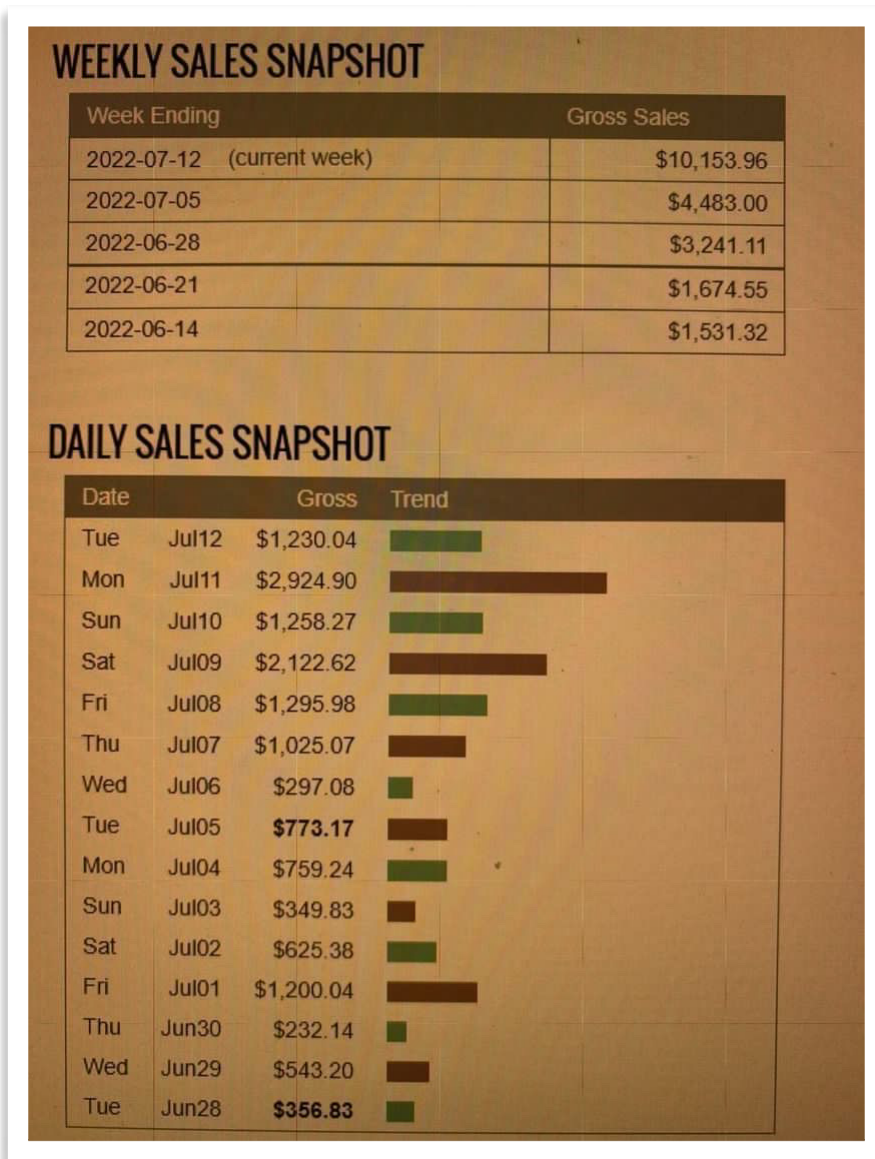 WEEKLY SALES SNAPSHOT
Week Ending Gross Sales
2022-07-12 (current week) $10,153.96
2022-07-05 $4,483.00
2022-06-28 $3,241.11
2022-06-21 $1,674.55
2022-06-14 $1,531.32
DAILY SALES SNAPSHOT
Date Gross Trend
Tue Jul12 $1,230.04
Mon Jul11 $2,924.90
Sun Jul10 $1,258.27
Sat Jul09 $2,122.62
Fri Jul08 $1,295.98
Thu Jul07 $1,025.07
Wed Jul06 $297.08
Tue Jul05 $773.17
Mon Jul04 $759.24
Sun Jul03 $349.83
Sat Jul02 $625.38
Fri Jul01 $1,200.04
Thu Jun30 $232.14
Wed Jun29 $543.20
Tue Jun28 $356.83